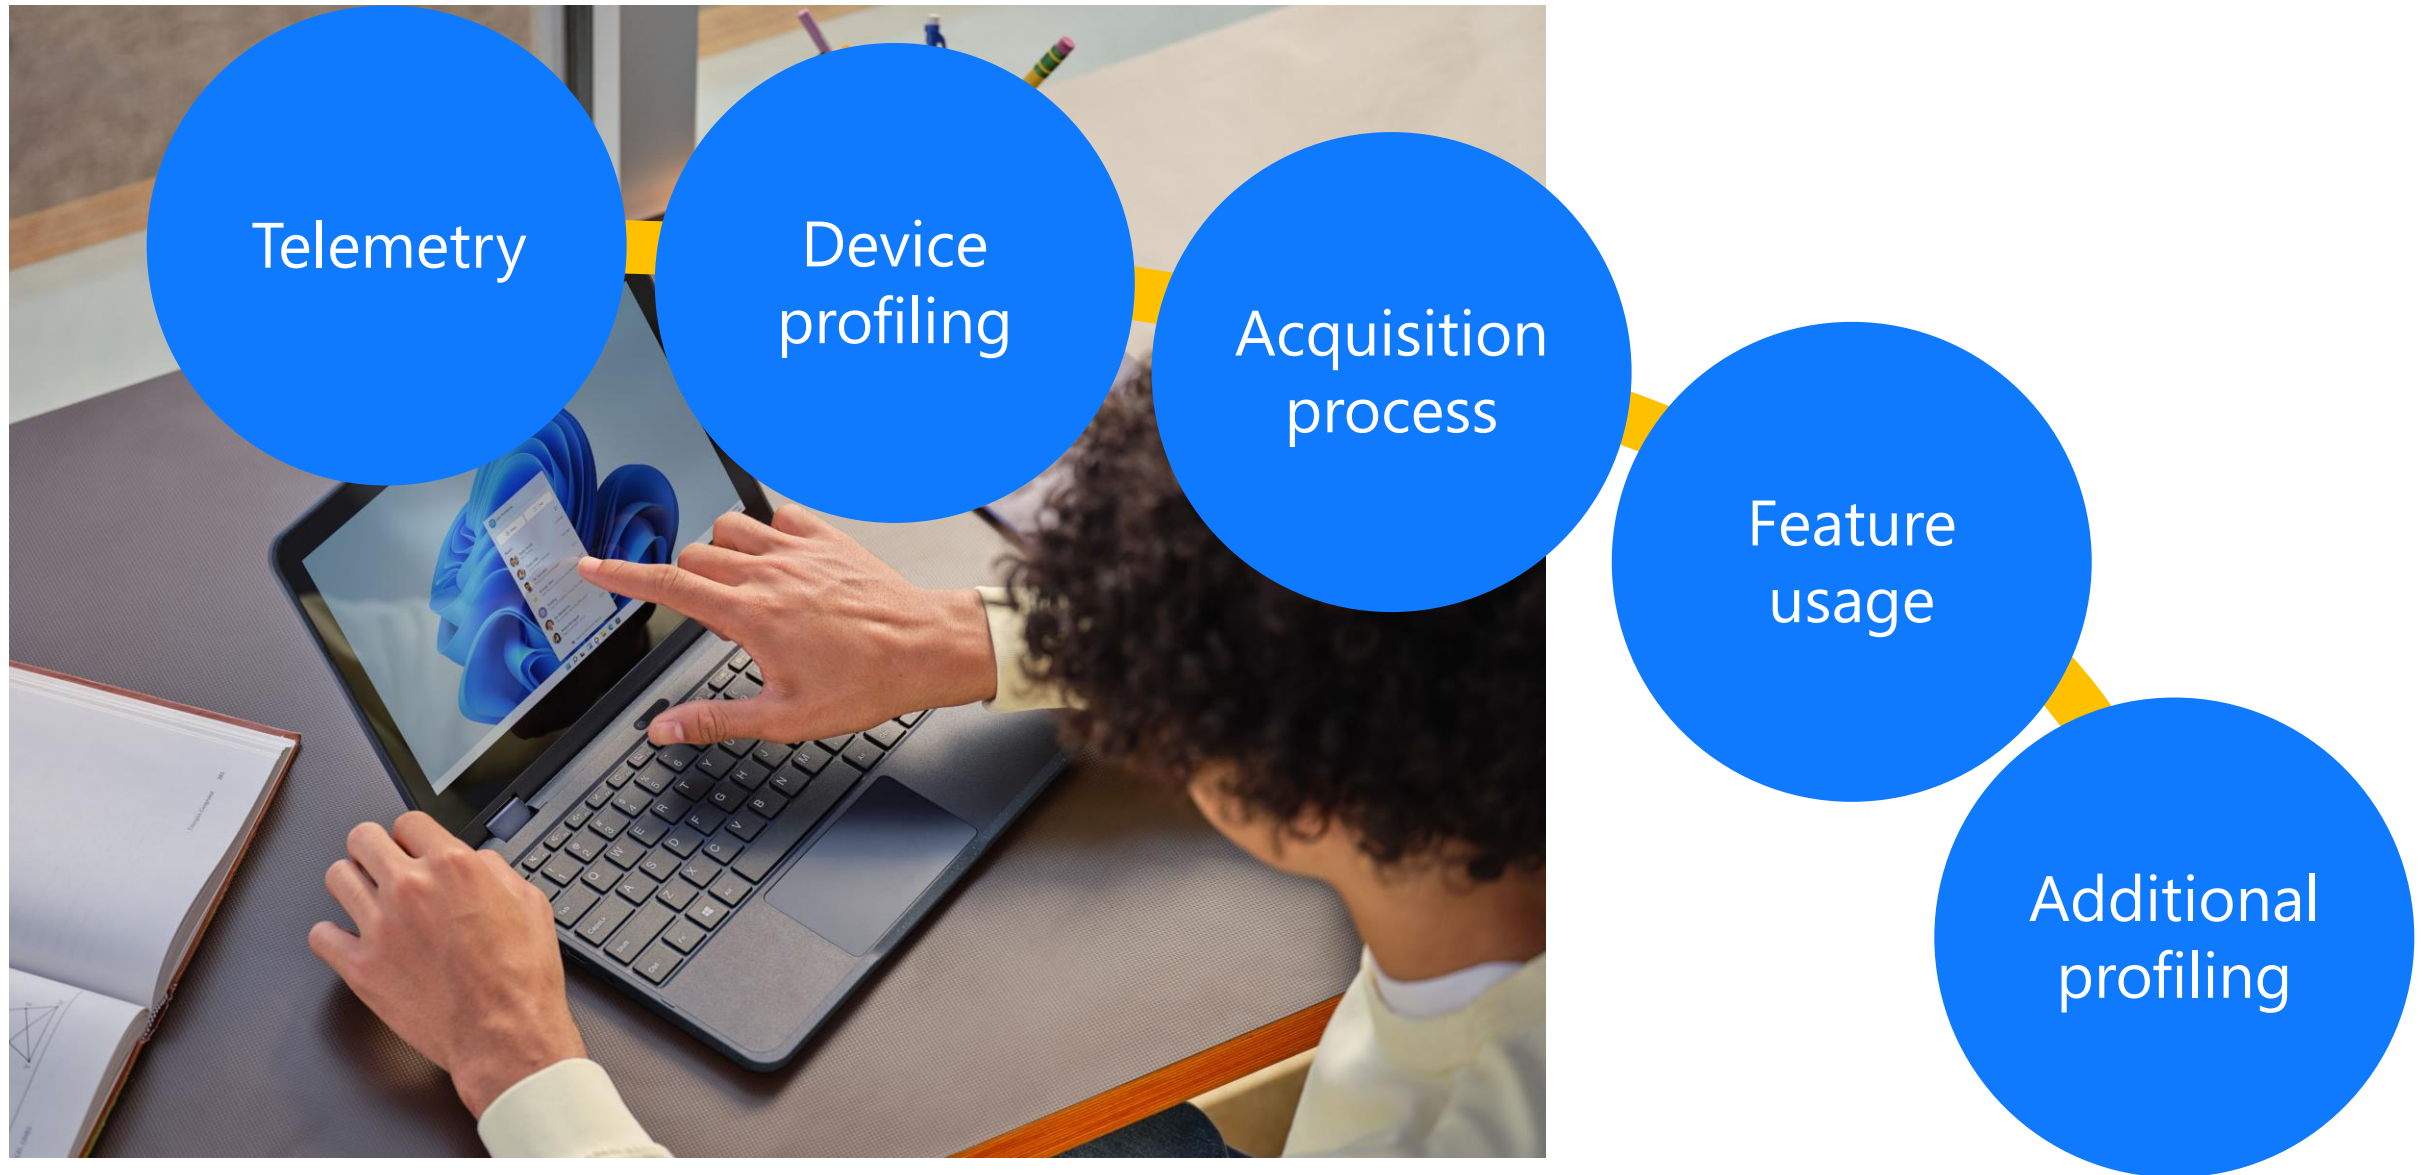 Telemetry
Device
profiling
Acquisition
process
Feature
usage
Additional
profiling